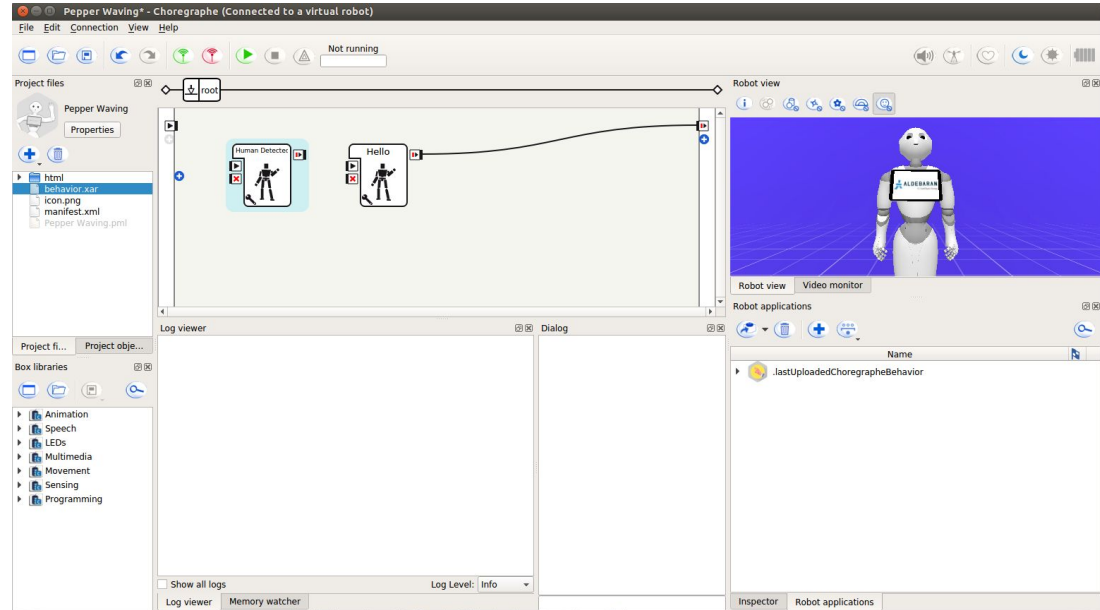 Pepper Waving* - Choregraphe (Connected to a virtual robot)
File Edit Connection View Help
Not running
Project files
Pepper Waving
Properties
html
behavior.xar
icon.png
manifest.xml
Pepper Waving.pml
Project fi...
Project obje...
Box libraries
Animation
Speech
LEDs
Multimedia
Movement
Sensing
Programming
root
Human Detected
Hello
Log viewer
Show all logs
Log Level: Info
Log viewer
Memory watcher
Dialog
Robot view
ALDEBARAN
Robot view
Video monitor
Robot applications
Name
.lastUploadedChoregrapheBehavior
Inspector
Robot applications